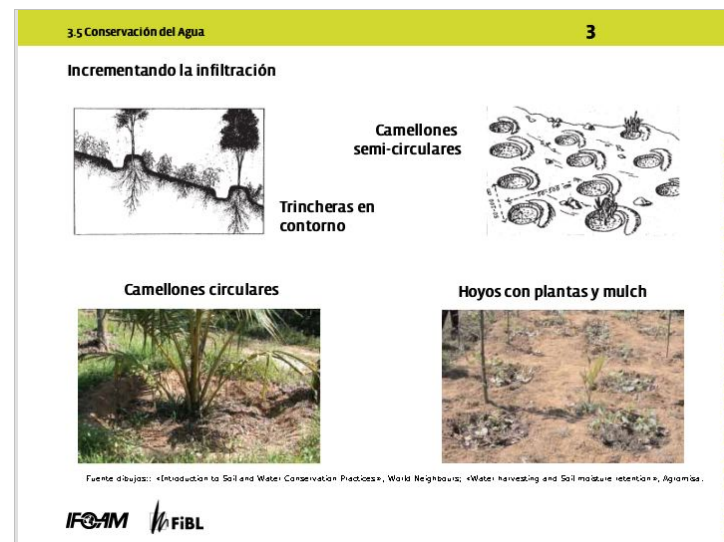 3.5 Conservación del Agua
3
Incrementando la infiltración
Camellones
semi-circulares
Trincheras en
contorno
Camellones circulares
Hoyos con plantas y mulch
Fuente dibujos:: «Introduction to Soil and Water Conservation Practices», World Neighbours; «Water harvesting and Soil moisture retention», Agromisa.
IFOAM
FiBL